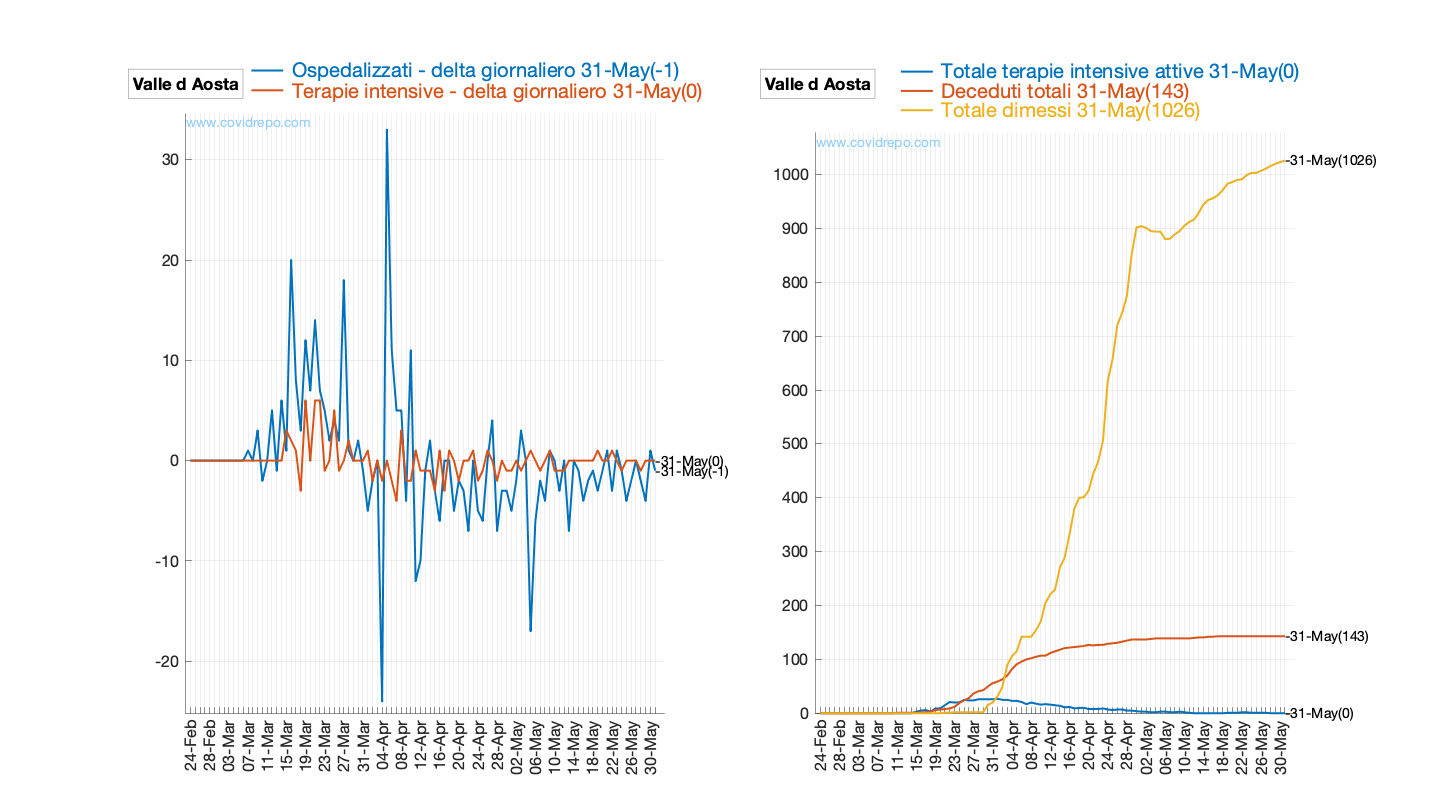 Valle d Aosta
Ospedalizzati - delta giornaliero 31-May(-1)
Terapie intensive - delta giornaliero 31-May(0)
www.covidrepo.com
30
20
10
0
-10
-20
-31-May(0)
-31-May(-1)
24-Feb
28-Feb
03-Mar
07-Mar
11-Mar
15-Mar
19-Mar
23-Mar
27-Mar
31-Mar
04-Apr
08-Apr
12-Apr
16-Apr
20-Apr
24-Apr
28-Apr
02-May
06-May
10-May
14-May
18-May
22-May
26-May
30-May
Valle d Aosta
Totale terapie intensive attive 31-May(0)
Deceduti totali 31-May(143)
Totale dimessi 31-May(1026)
www.covidrepo.com
1000
900
800
700
600
500
400
300
200
100
0
-31-May(1026)
-31-May(143)
-31-May(0)
24-Feb
28-Feb
03-Mar
07-Mar
11-Mar
15-Mar
19-Mar
23-Mar
27-Mar
31-Mar
04-Apr
08-Apr
12-Apr
16-Apr
20-Apr
24-Apr
28-Apr
02-May
06-May
10-May
14-May
18-May
22-May
26-May
30-May